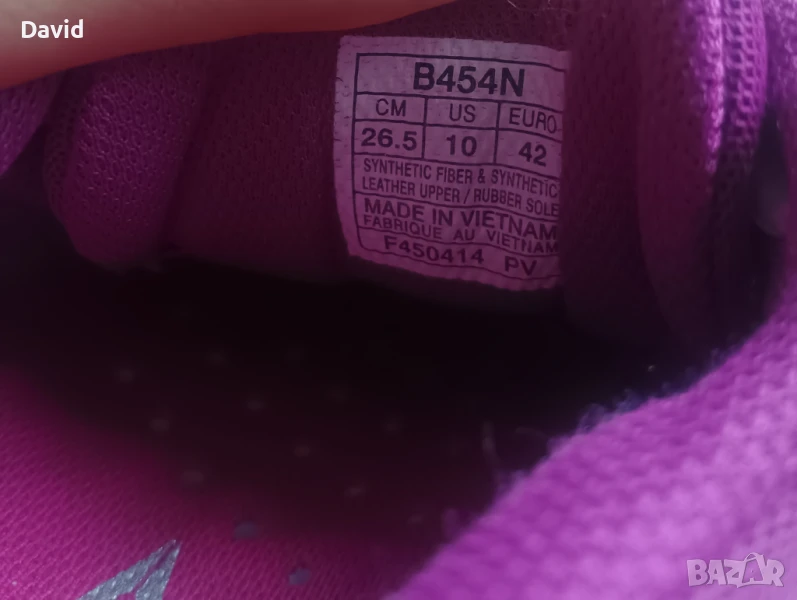 David
B454N
CM US EURO
26.5 10 42
SYNTHETIC FIBER & SYNTHETIC
LEATHER UPPER / RUBBER SOLE
MADE IN VIETNAM
FABRIQUE AU VIETNAM
F450414 PV
BAZAR